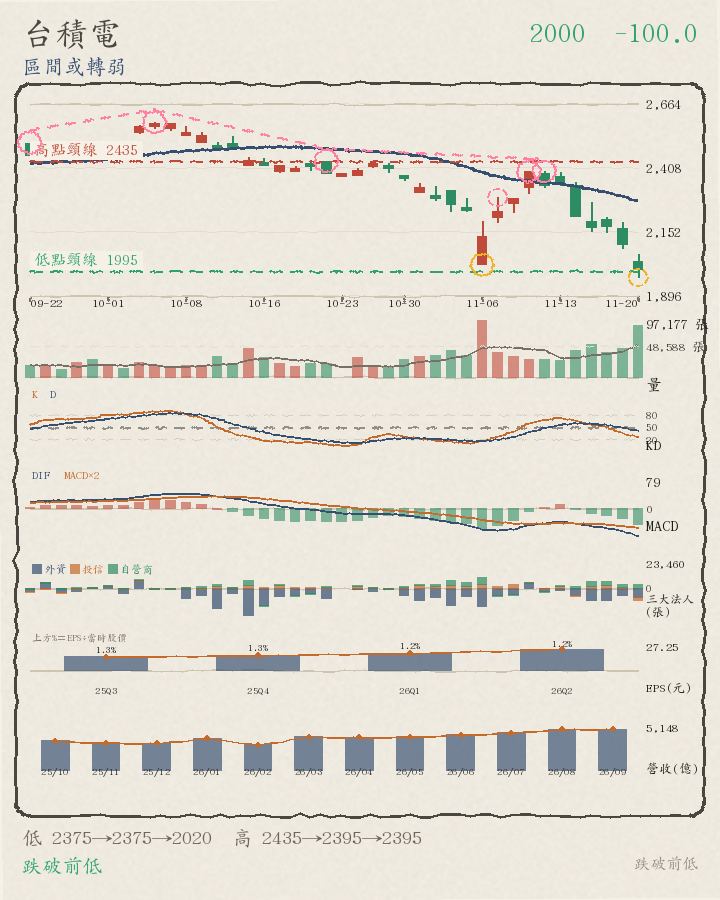 台積電
2000 -100.0
區間或轉弱
2,664
高點頸線 2435
2,408
2,152
低點頸線 1995
1,896
09-22 10-01 10-08 10-16 10-23 10-30 11-06 11-13 11-20
97,177 張
48,588 張
量
K D
80
50
20
KD
DIF MACD×2
79
0
MACD
外資 投信 自營商
23,460
0
三大法人
(張)
上方%=EPS÷當時股價
1.3% 1.3% 1.2% 1.2%
27.25
25Q3 25Q4 26Q1 26Q2
EPS(元)
5,148
25/10 25/11 25/12 26/01 26/02 26/03 26/04 26/05 26/06 26/07 26/08 26/09
營收(億)
低 2375→2375→2020 高 2435→2395→2395
跌破前低
跌破前低